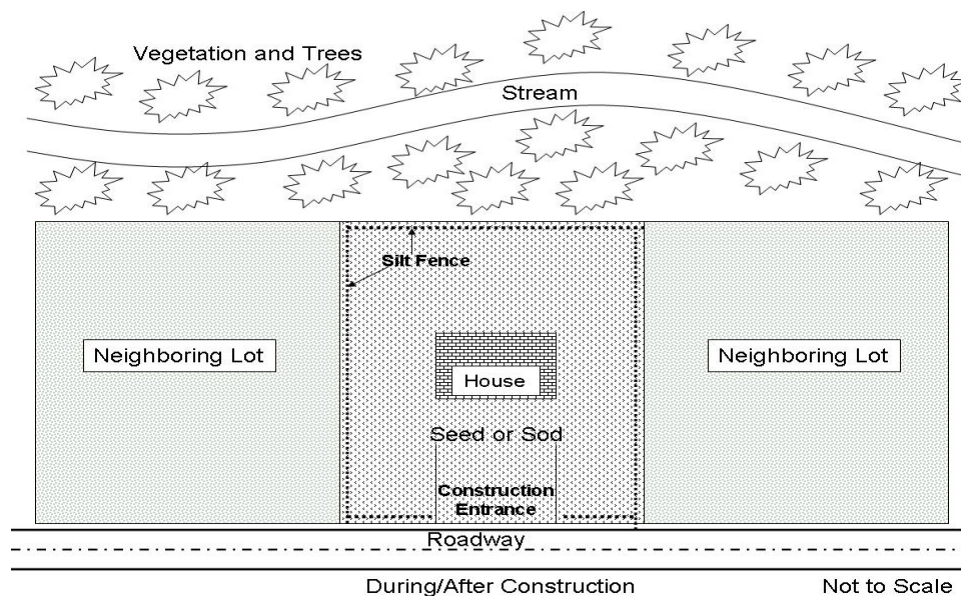 Vegetation and Trees
Stream
Silt Fence
Neighboring Lot
House
Neighboring Lot
Seed or Sod
Construction
Entrance
Roadway
During/After Construction
Not to Scale